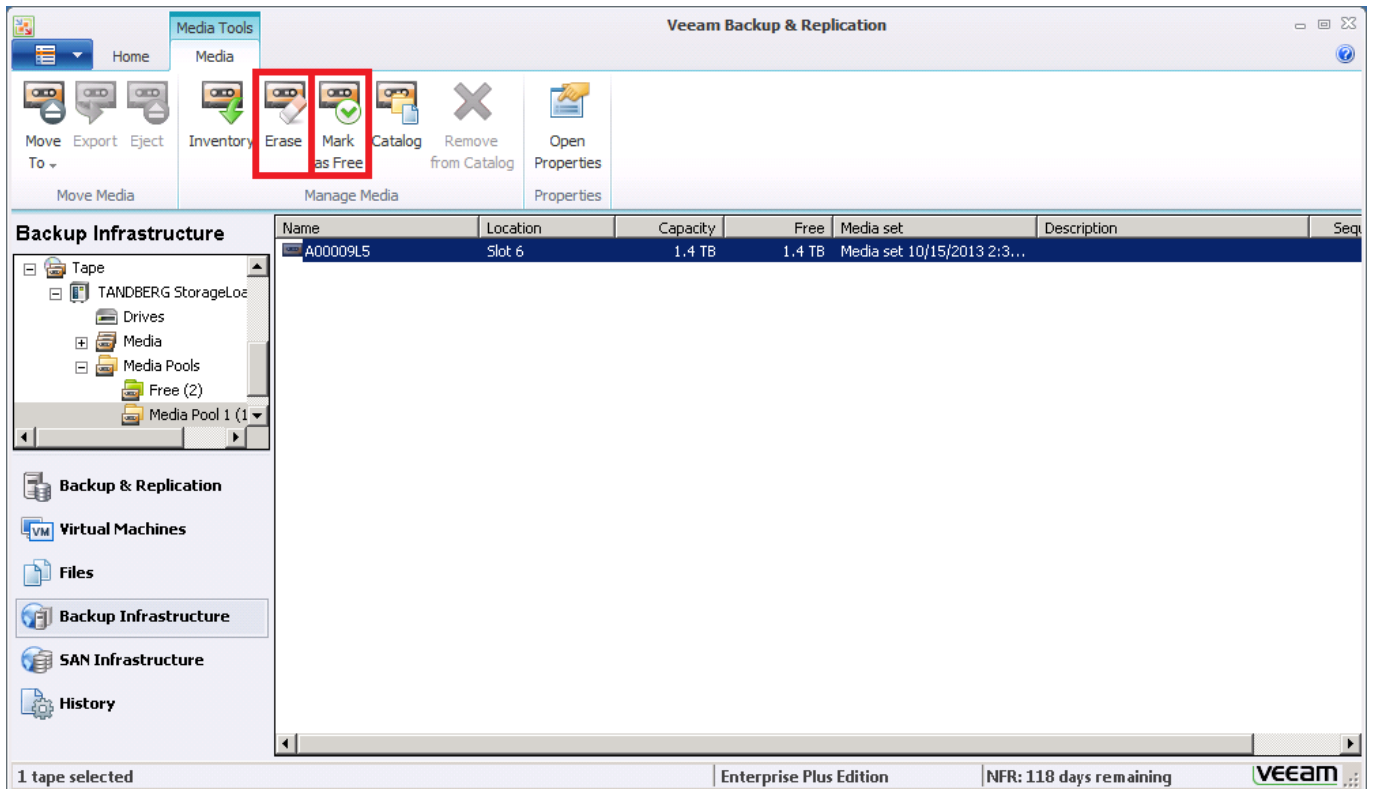 Media Tools
Veeam Backup & Replication
Home
Media
Move To
Export
Eject
Inventory
Erase
Mark as Free
Catalog
Remove from Catalog
Open Properties
Move Media
Manage Media
Properties
Backup Infrastructure
Name Location Capacity Free Media set Description Sequ
A00009L5 Slot 6 1.4 TB 1.4 TB Media set 10/15/2013 2:3...
Tape
TANDBERG StorageLoa
Drives
Media
Media Pools
Free (2)
Media Pool 1 (1
Backup & Replication
VM
Virtual Machines
Files
Backup Infrastructure
SAN Infrastructure
History
1 tape selected
Enterprise Plus Edition
NFR: 118 days remaining
veeam